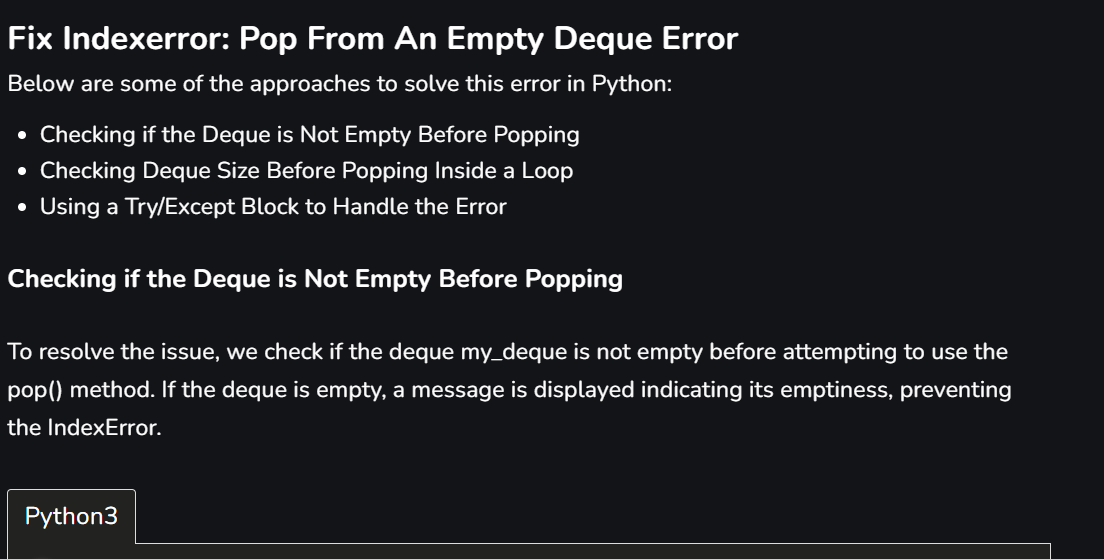 Fix Indexerror: Pop From An Empty Deque Error
Below are some of the approaches to solve this error in Python:
• Checking if the Deque is Not Empty Before Popping
• Checking Deque Size Before Popping Inside a Loop
• Using a Try/Except Block to Handle the Error
Checking if the Deque is Not Empty Before Popping
To resolve the issue, we check if the deque my_deque is not empty before attempting to use the
pop() method. If the deque is empty, a message is displayed indicating its emptiness, preventing
the IndexError.
Python3